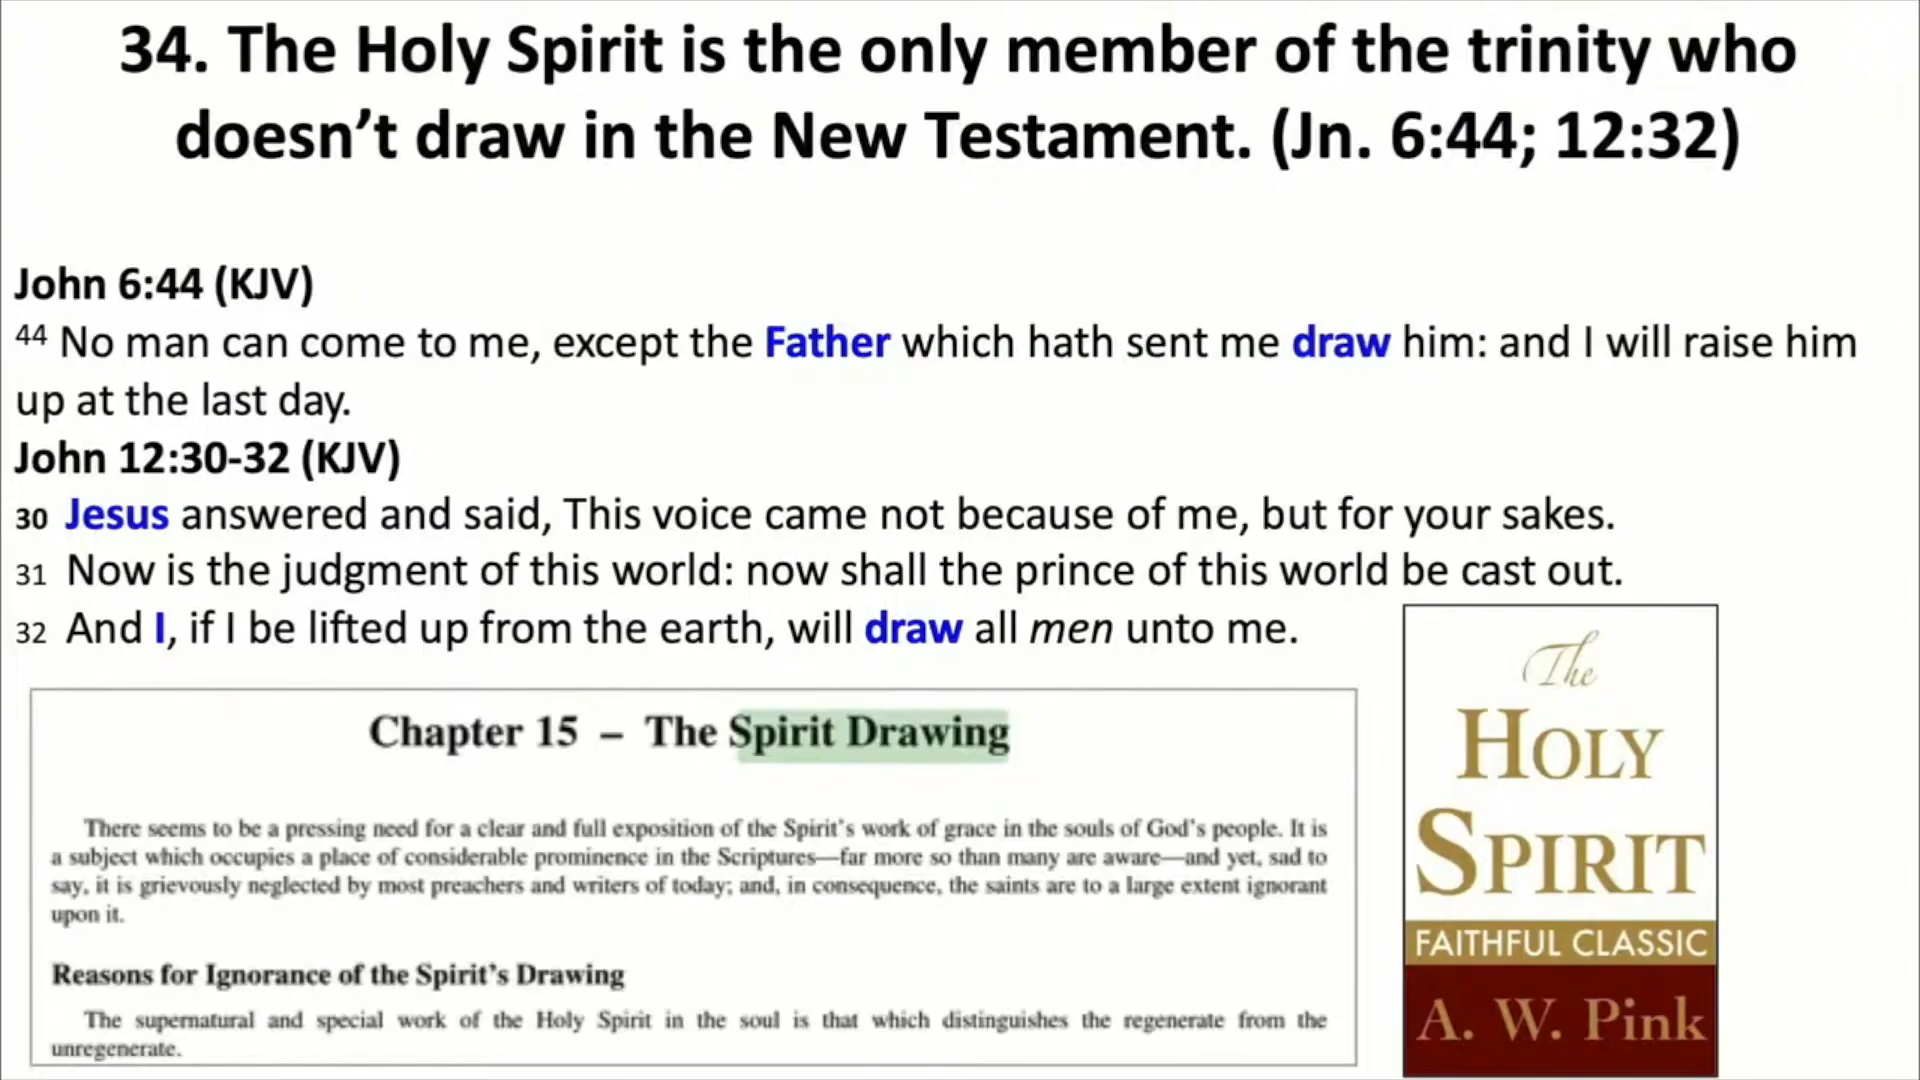 34. The Holy Spirit is the only member of the trinity who
doesn’t draw in the New Testament. (Jn. 6:44; 12:32)
John 6:44 (KJV)
44 No man can come to me, except the Father which hath sent me draw him: and I will raise him
up at the last day.
John 12:30-32 (KJV)
30 Jesus answered and said, This voice came not because of me, but for your sakes.
31 Now is the judgment of this world: now shall the prince of this world be cast out.
32 And I, if I be lifted up from the earth, will draw all men unto me.
Chapter 15 – The Spirit Drawing
There seems to be a pressing need for a clear and full exposition of the Spirit’s work of grace in the souls of God’s people. It is
a subject which occupies a place of considerable prominence in the Scriptures—far more so than many are aware—and yet, sad to
say, it is grievously neglected by most preachers and writers of today; and, in consequence, the saints are to a large extent ignorant
upon it.
Reasons for Ignorance of the Spirit’s Drawing
The supernatural and special work of the Holy Spirit in the soul is that which distinguishes the regenerate from the
unregenerate.
The
HOLY
SPIRIT
FAITHFUL CLASSIC
A. W. Pink